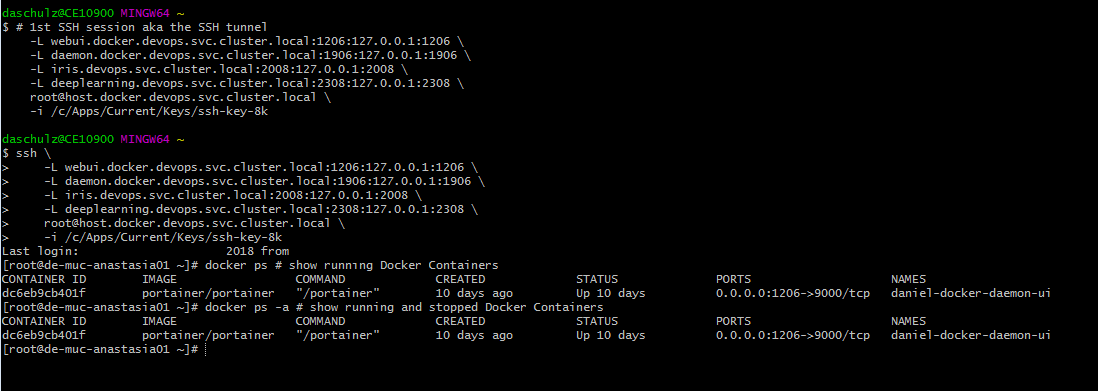 daschulz@CE10900 MINGW64 ~
$ # 1st SSH session aka the SSH tunnel
-L webui.docker.devops.svc.cluster.local:1206:127.0.0.1:1206 \
-L daemon.docker.devops.svc.cluster.local:1906:127.0.0.1:1906 \
-L iris.devops.svc.cluster.local:2008:127.0.0.1:2008 \
-L deeplearning.devops.svc.cluster.local:2308:127.0.0.1:2308 \
root@host.docker.devops.svc.cluster.local \
-i /c/Apps/Current/Keys/ssh-key-8k
daschulz@CE10900 MINGW64 ~
$ ssh \
> -L webui.docker.devops.svc.cluster.local:1206:127.0.0.1:1206 \
> -L daemon.docker.devops.svc.cluster.local:1906:127.0.0.1:1906 \
> -L iris.devops.svc.cluster.local:2008:127.0.0.1:2008 \
> -L deeplearning.devops.svc.cluster.local:2308:127.0.0.1:2308 \
> root@host.docker.devops.svc.cluster.local \
> -i /c/Apps/Current/Keys/ssh-key-8k
Last login: 2018 from
[root@de-muc-anastasia01 ~]# docker ps # show running Docker Containers
CONTAINER ID IMAGE COMMAND CREATED STATUS PORTS NAMES
dc6eb9cb401f portainer/portainer "/portainer" 10 days ago Up 10 days 0.0.0.0:1206->9000/tcp daniel-docker-daemon-ui
[root@de-muc-anastasia01 ~]# docker ps -a # show running and stopped Docker Containers
CONTAINER ID IMAGE COMMAND CREATED STATUS PORTS NAMES
dc6eb9cb401f portainer/portainer "/portainer" 10 days ago Up 10 days 0.0.0.0:1206->9000/tcp daniel-docker-daemon-ui
[root@de-muc-anastasia01 ~]#